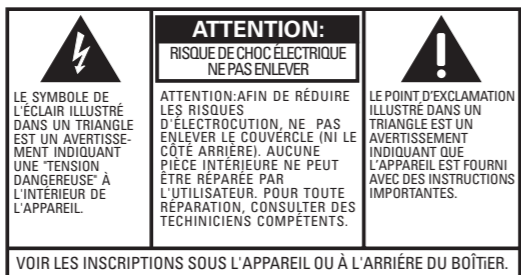 LE SYMBOLE DE
L'ÉCLAIR ILLUSTRÉ
DANS UN TRIANGLE
EST UN AVERTISSE-
MENT INDIQUANT
UNE "TENSION
DANGEREUSE" À
L'INTÉRIEUR DE
L'APPAREIL.
ATTENTION:
RISQUE DE CHOC ÉLECTRIQUE
NE PAS ENLEVER
ATTENTION:AFIN DE RÉDUIRE
LES RISQUES
D'ÉLECTROCUTION, NE PAS
ENLEVER LE COUVERCLE (NI LE
CÔTÉ ARRIÈRE). AUCUNE
PIÈCE INTÉRIEURE NE PEUT
ÊTRE RÉPARÉE PAR
L'UTILISATEUR. POUR TOUTE
RÉPARATION, CONSULTER DES
TECHINICIENS COMPÉTENTS.
LE POINT D'EXCLAMATION
ILLUSTRÉ DANS UN
TRIANGLE EST UN
AVERTISSEMENT
INDIQUANT QUE
L'APPAREIL EST FOURNI
AVEC DES INSTRUCTIONS
IMPORTANTES.
VOIR LES INSCRIPTIONS SOUS L'APPAREIL OU À L'ARRIÉRE DU BOÎTiER.